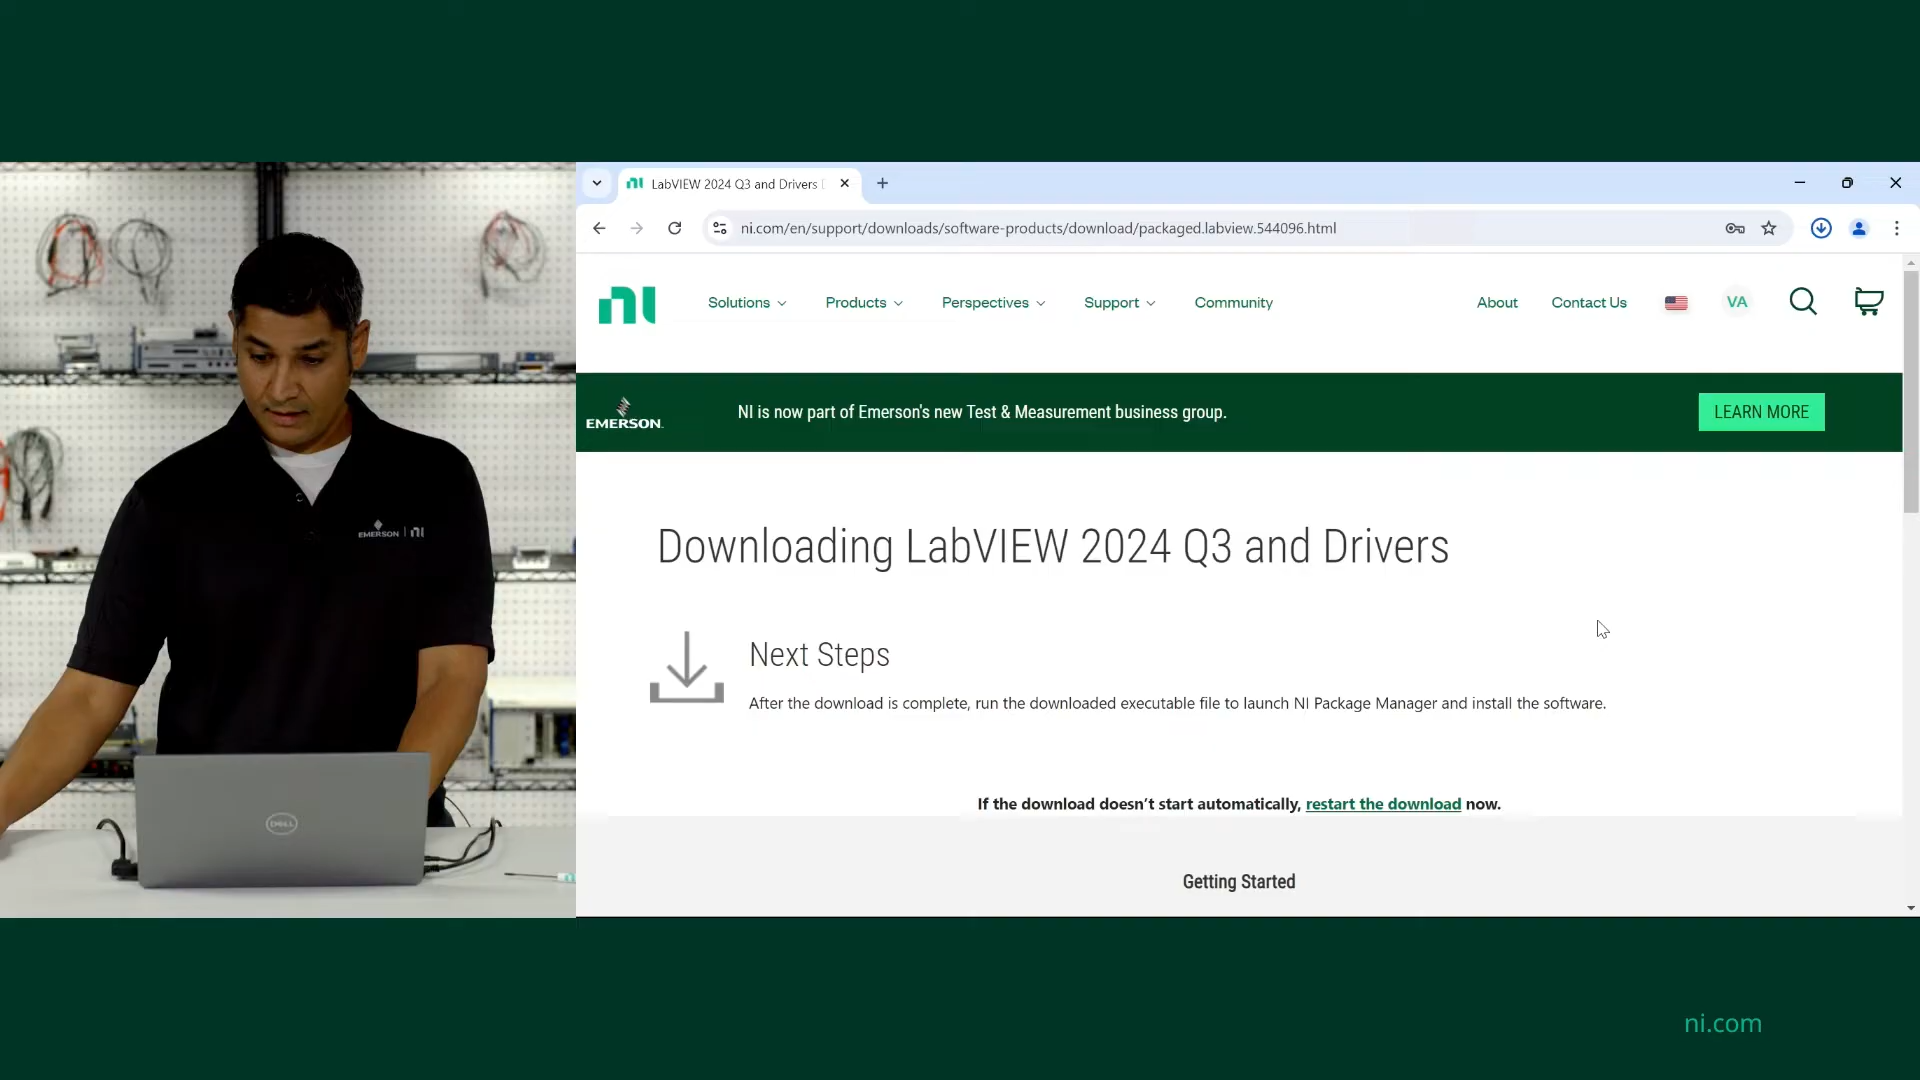 LabVIEW 2024 Q3 and Drivers
ni.com/en/support/downloads/software-products/download/packaged.labview.544096.html
ni
Solutions
Products
Perspectives
Support
Community
About
Contact Us
VA
EMERSON
NI is now part of Emerson's new Test & Measurement business group.
LEARN MORE
Downloading LabVIEW 2024 Q3 and Drivers
Next Steps
After the download is complete, run the downloaded executable file to launch NI Package Manager and install the software.
If the download doesn’t start automatically, restart the download now.
Getting Started
EMERSON | ni
DELL
ni.com